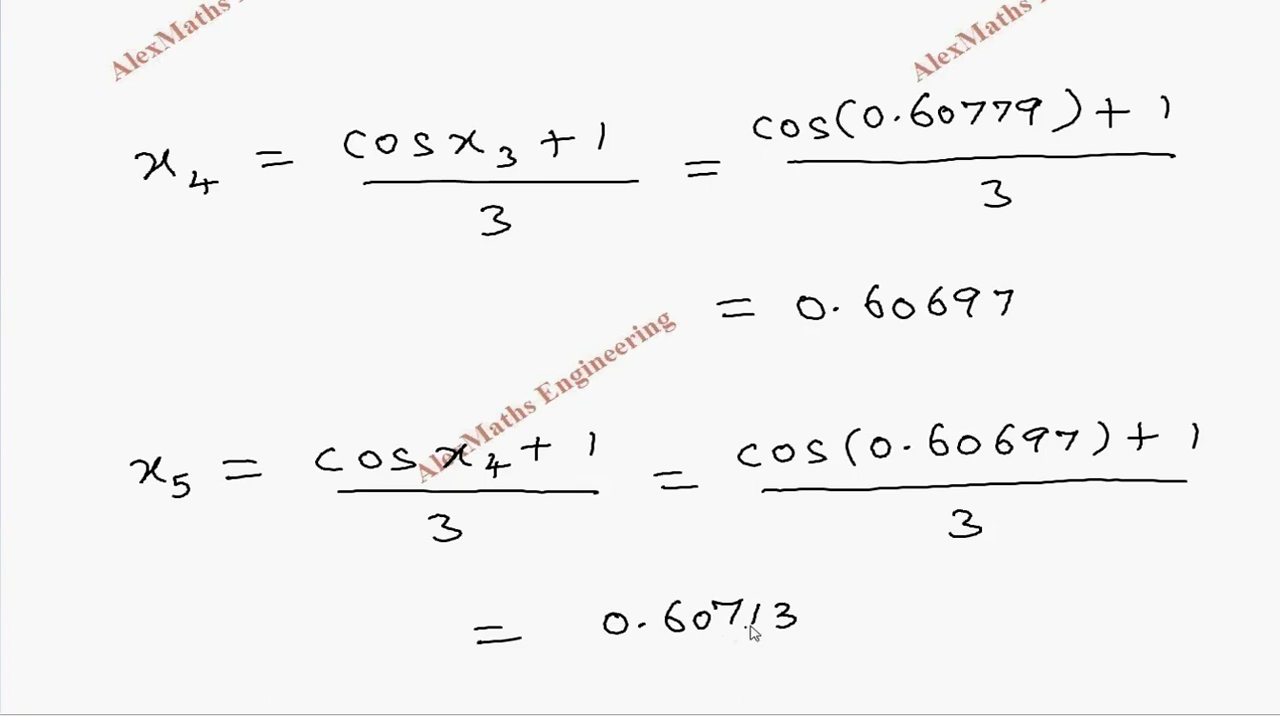 AlexMaths
AlexMaths En
x₄ = (cos x₃ + 1)/3 = (cos(0.60779) + 1)/3
= 0.60697
AlexMaths Engineering
x₅ = (cos x₄ + 1)/3 = (cos(0.60697) + 1)/3
= 0.60713